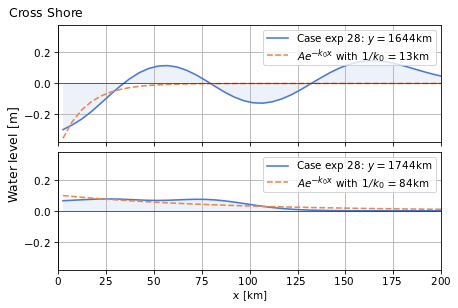 Cross Shore
Water level [m]
0.2
0.0
−0.2
Case exp 28: y = 1644km
Ae^{−k₀x} with 1/k₀ = 13km
0.2
0.0
−0.2
Case exp 28: y = 1744km
Ae^{−k₀x} with 1/k₀ = 84km
0 25 50 75 100 125 150 175 200
x [km]